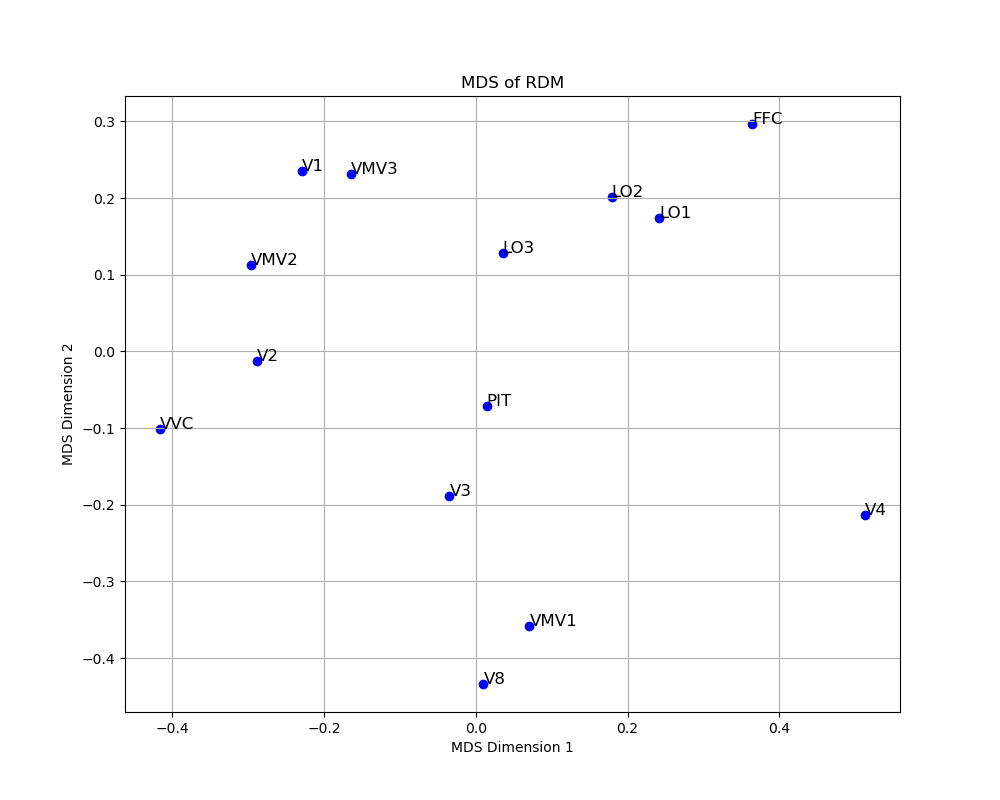 MDS of RDM
0.3
0.2
0.1
0.0
−0.1
−0.2
−0.3
−0.4
MDS Dimension 2
FFC
V1
VMV3
LO2
LO1
LO3
VMV2
V2
PIT
VVC
V3
V4
VMV1
V8
−0.4
−0.2
0.0
0.2
0.4
MDS Dimension 1